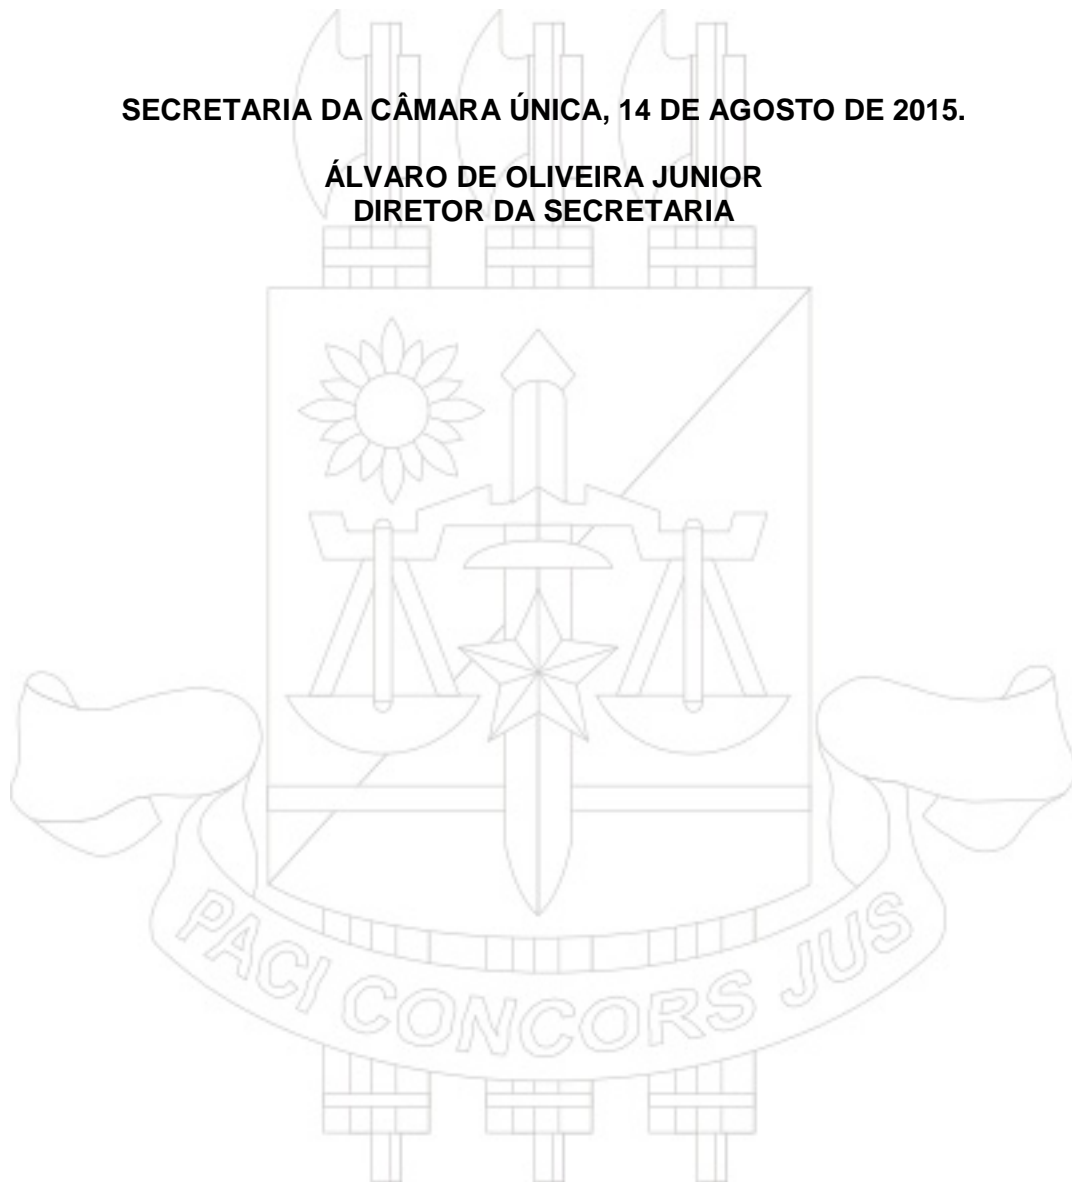 SECRETARIA DA CÂMARA ÚNICA, 14 DE AGOSTO DE 2015.
ÁLVARO DE OLIVEIRA JUNIOR
DIRETOR DA SECRETARIA
PACI CONCORS JUS